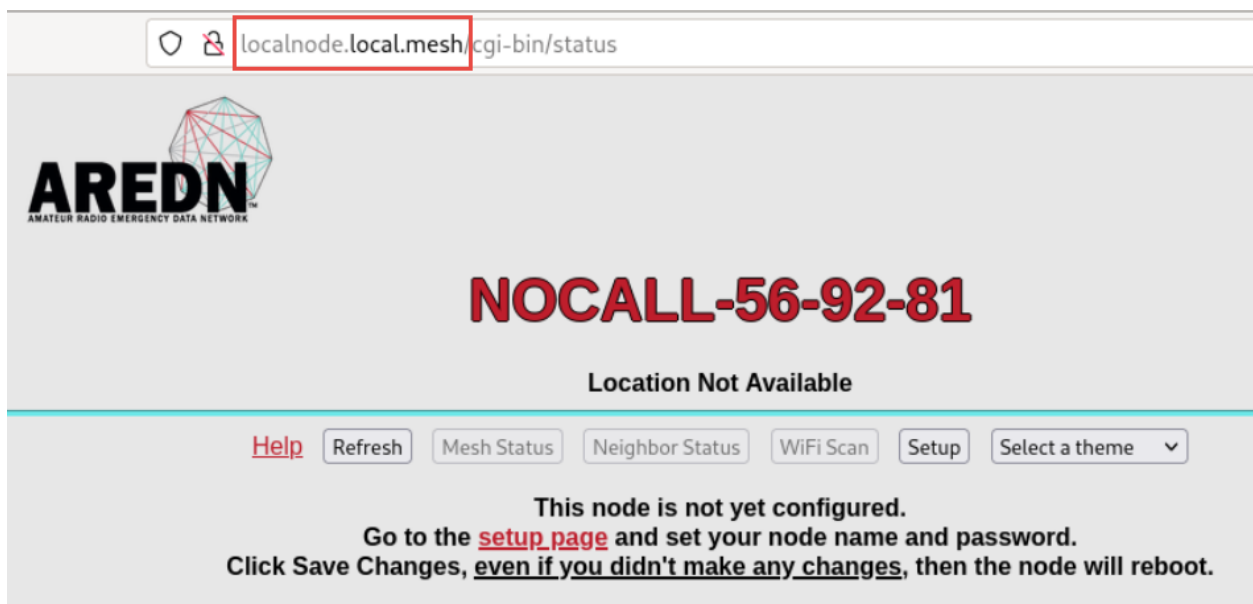 localnode.local.mesh/cgi-bin/status
AREDN™
AMATEUR RADIO EMERGENCY DATA NETWORK
NOCALL-56-92-81
Location Not Available
Help Refresh Mesh Status Neighbor Status WiFi Scan Setup Select a theme
This node is not yet configured.
Go to the setup page and set your node name and password.
Click Save Changes, even if you didn't make any changes, then the node will reboot.